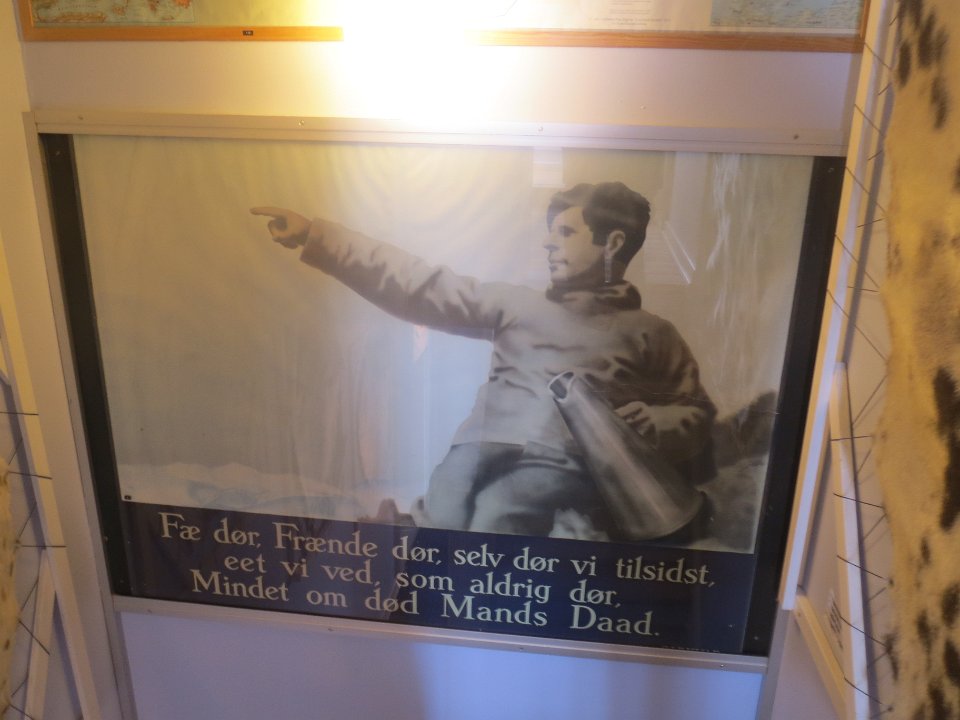 Fæ dør, Frænde dør, selv dør vi tilsidst,
eet vi ved, som aldrig dør,
Mindet om død Mands Daad.